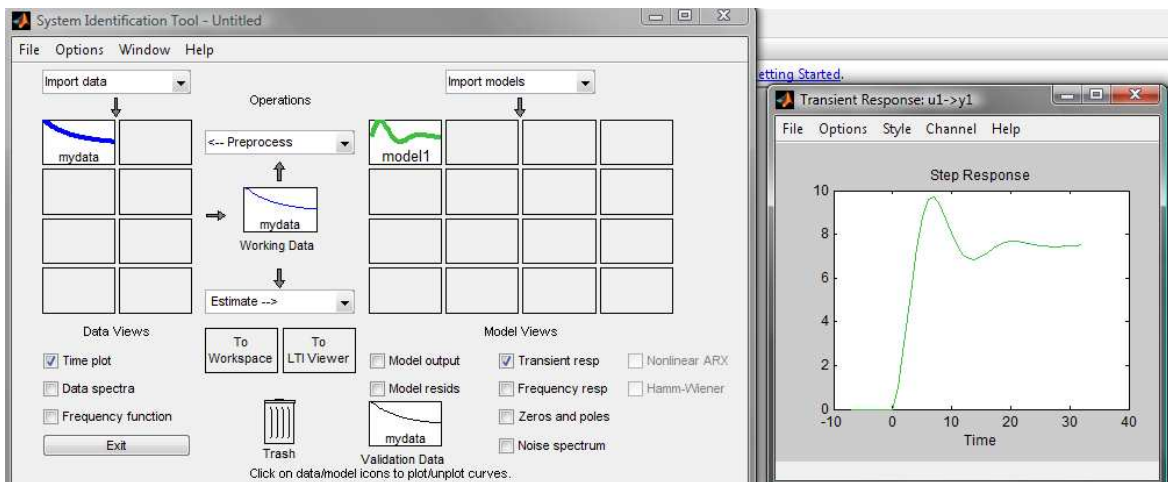 System Identification Tool - Untitled
File Options Window Help
Import data
Import models
Operations
mydata
<-- Preprocess
model1
mydata
Working Data
Estimate -->
Data Views
To Workspace
To LTI Viewer
Model Views
Time plot
Model output
Transient resp
Nonlinear ARX
Data spectra
Model resids
Frequency resp
Hamm-Wiener
Frequency function
Zeros and poles
Exit
Trash
mydata
Validation Data
Noise spectrum
Click on data/model icons to plot/unplot curves.
etting Started.
Transient Response: u1->y1
File Options Style Channel Help
Step Response
10
8
6
4
2
0
-10 0 10 20 30 40
Time